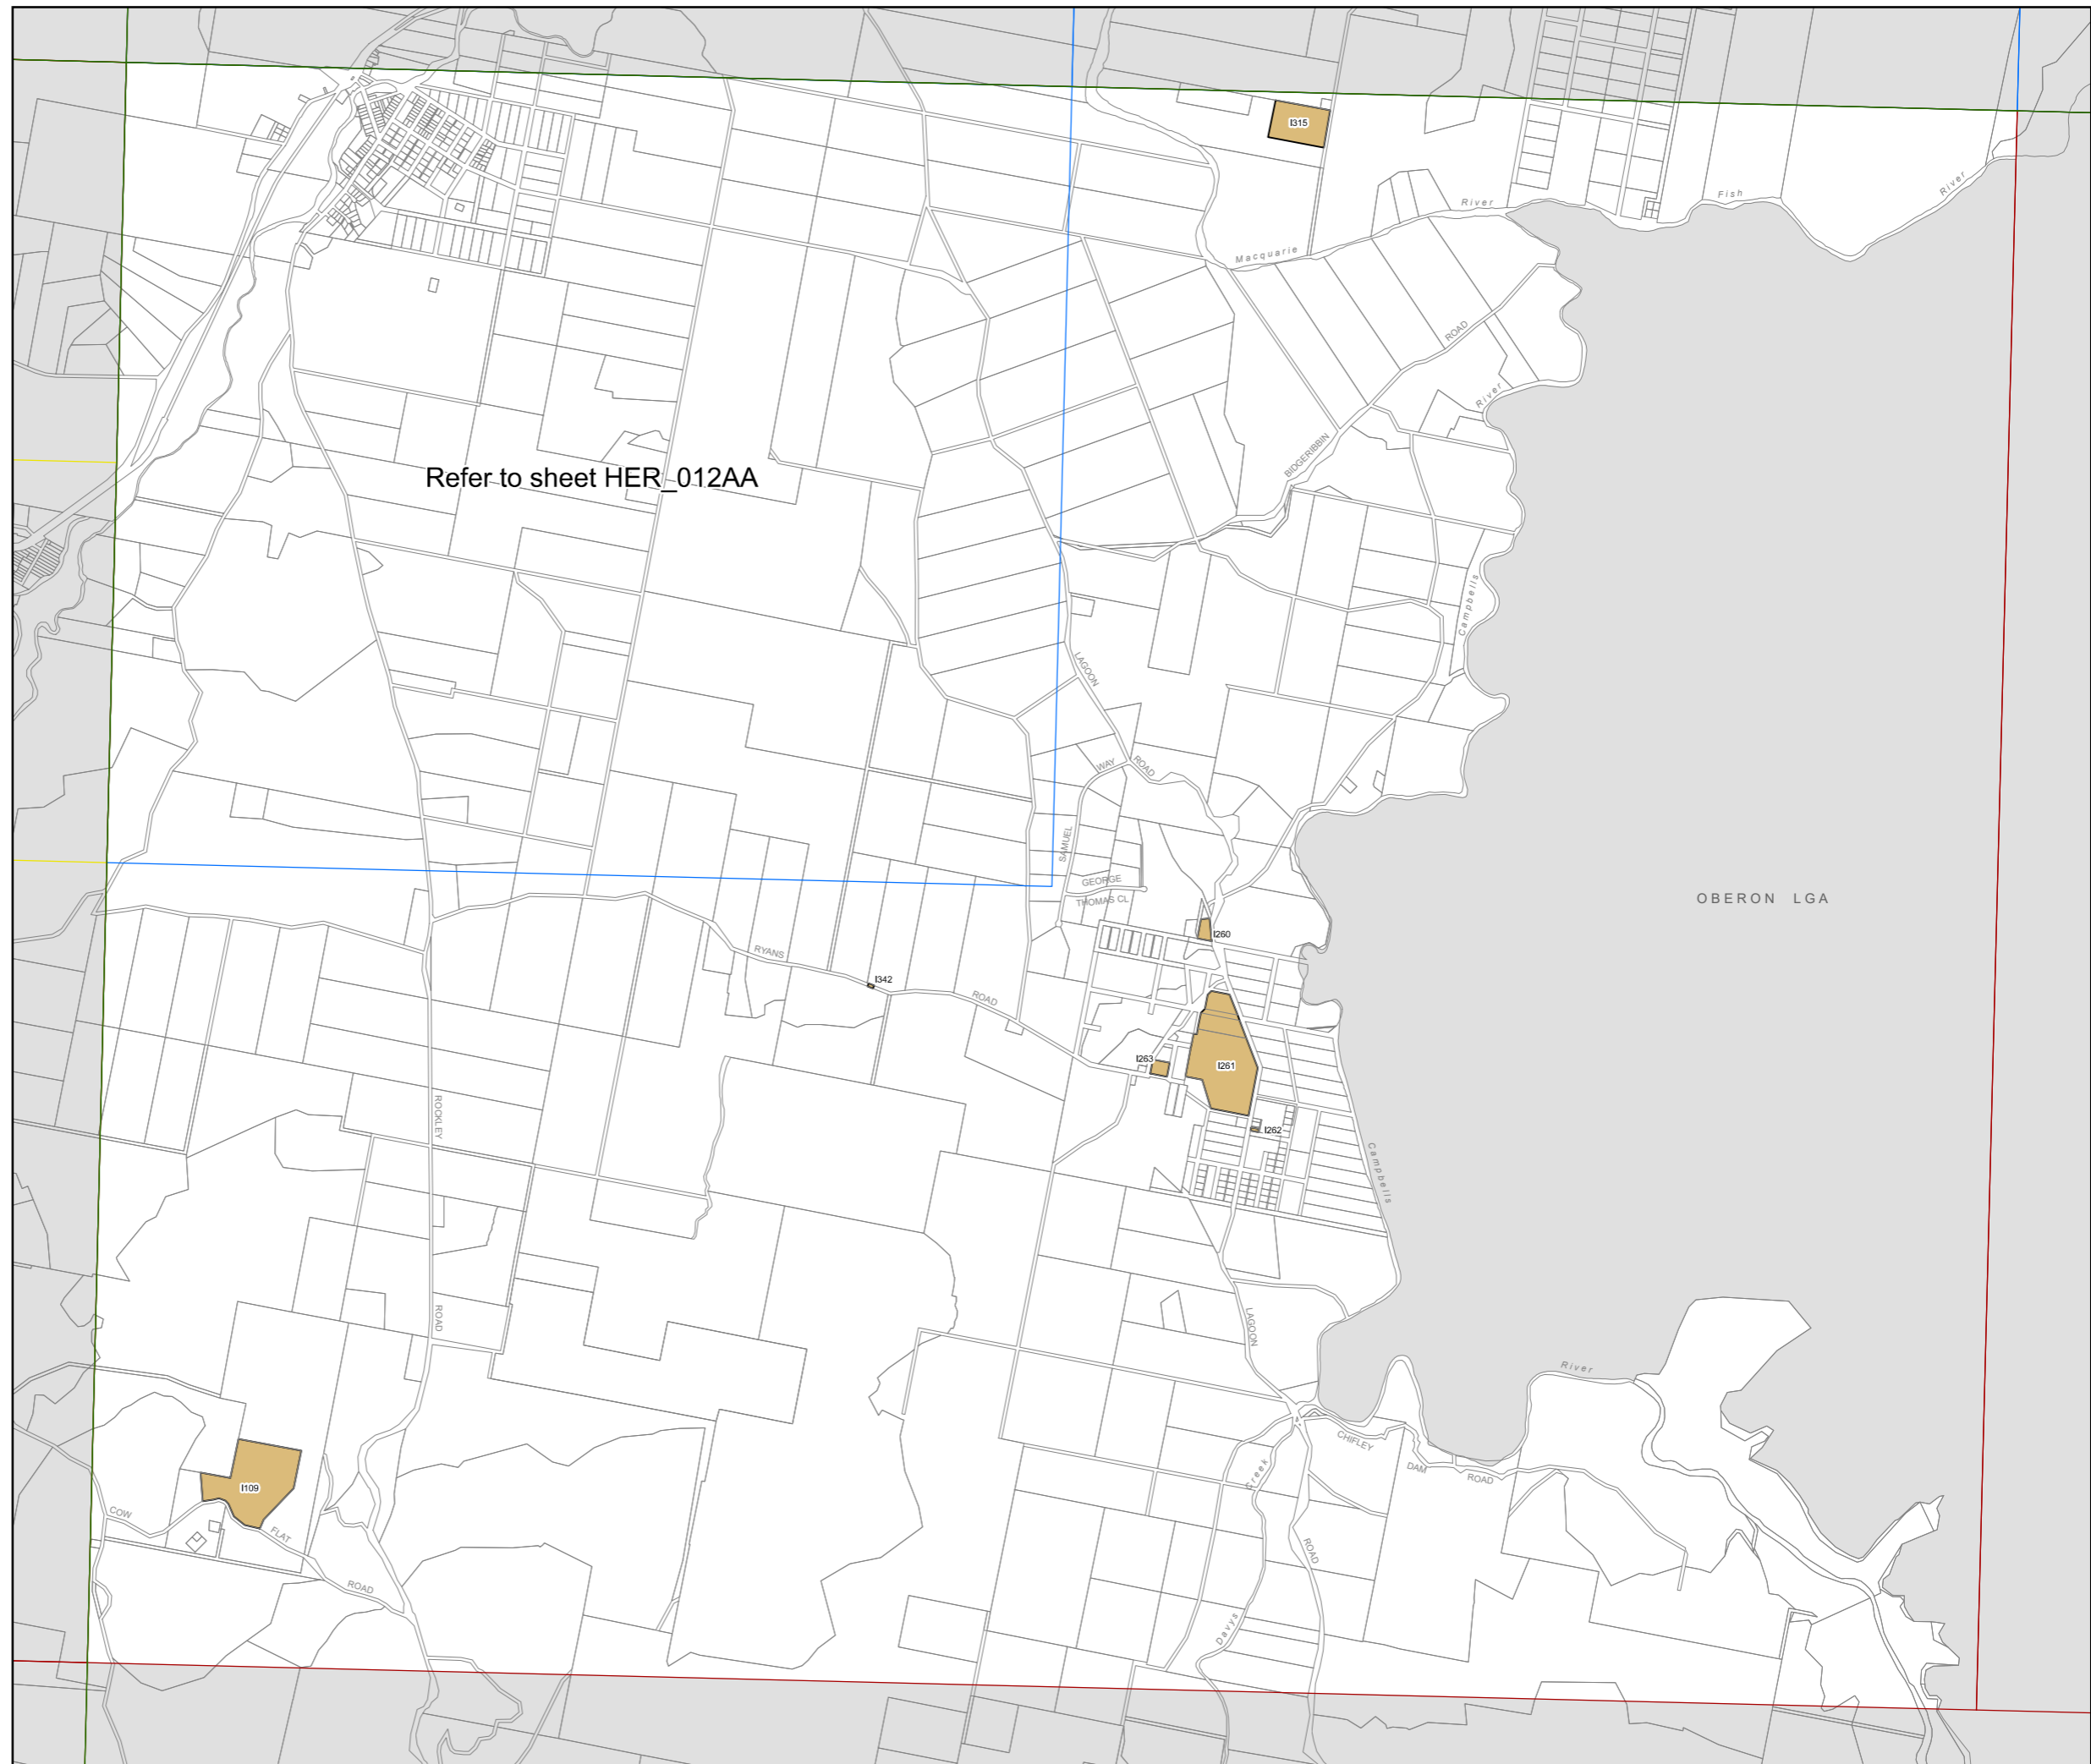 I315
Fish
River
River
Macquarie
ROAD
River
BIDGERIBBIN
Refer to sheet HER_012AA
Campbells
LAGOON
ROAD
WAY
SAMUEL
GEORGE
THOMAS CL
OBERON LGA
I260
RYANS
I342
ROAD
I263
I261
ROCKLEY
I262
Campbells
ROAD
LAGOON
River
CHIFLEY
DAM
ROAD
Creek
I109
COW
FLAT
ROAD
ROAD
Davys